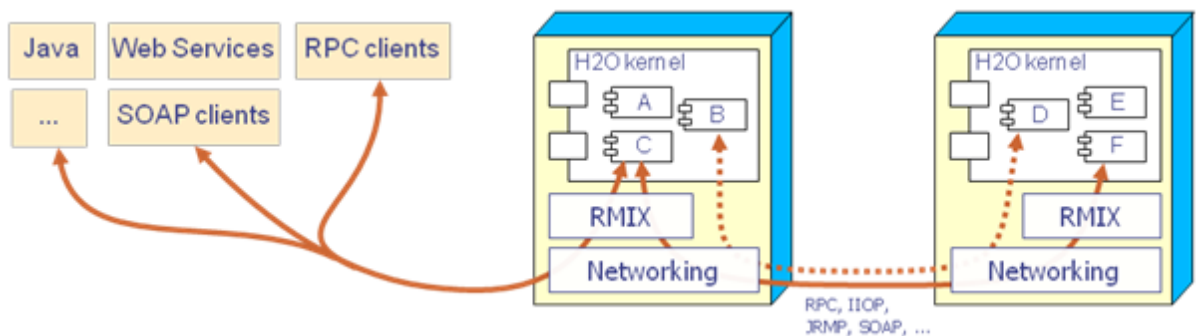 Java
Web Services
RPC clients
...
SOAP clients
H2O kernel
A
B
C
RMIX
Networking
H2O kernel
D
E
F
RMIX
Networking
RPC, IIOP,
JRMP, SOAP, ...